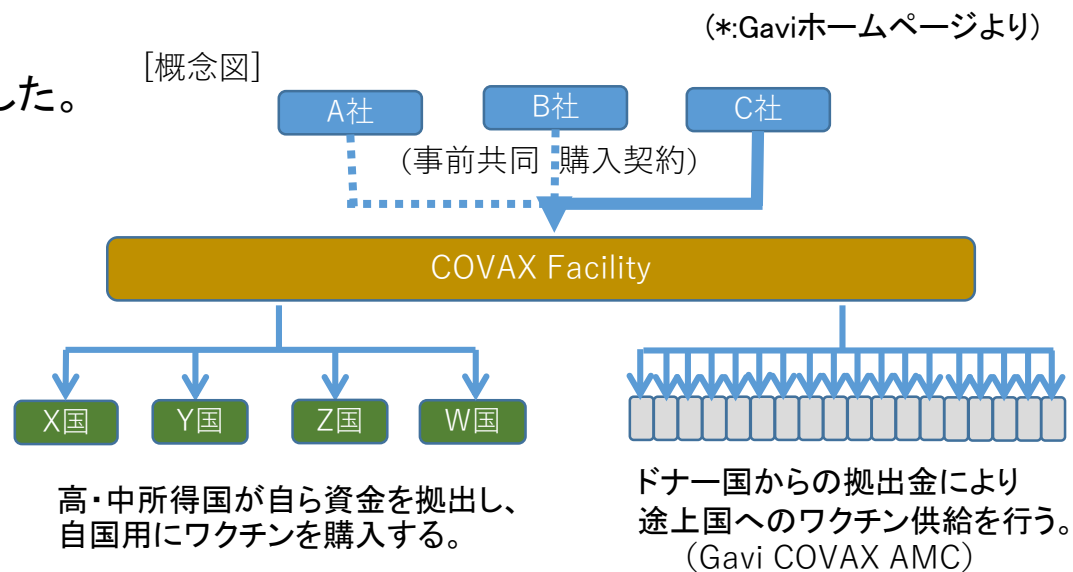 (*:Gaviホームページより)
[概念図]
した。
A社
B社
C社
(事前共同 購入契約)
COVAX Facility
X国
Y国
Z国
W国
高・中所得国が自ら資金を拠出し、
自国用にワクチンを購入する。
ドナー国からの拠出金により
途上国へのワクチン供給を行う。
(Gavi COVAX AMC)